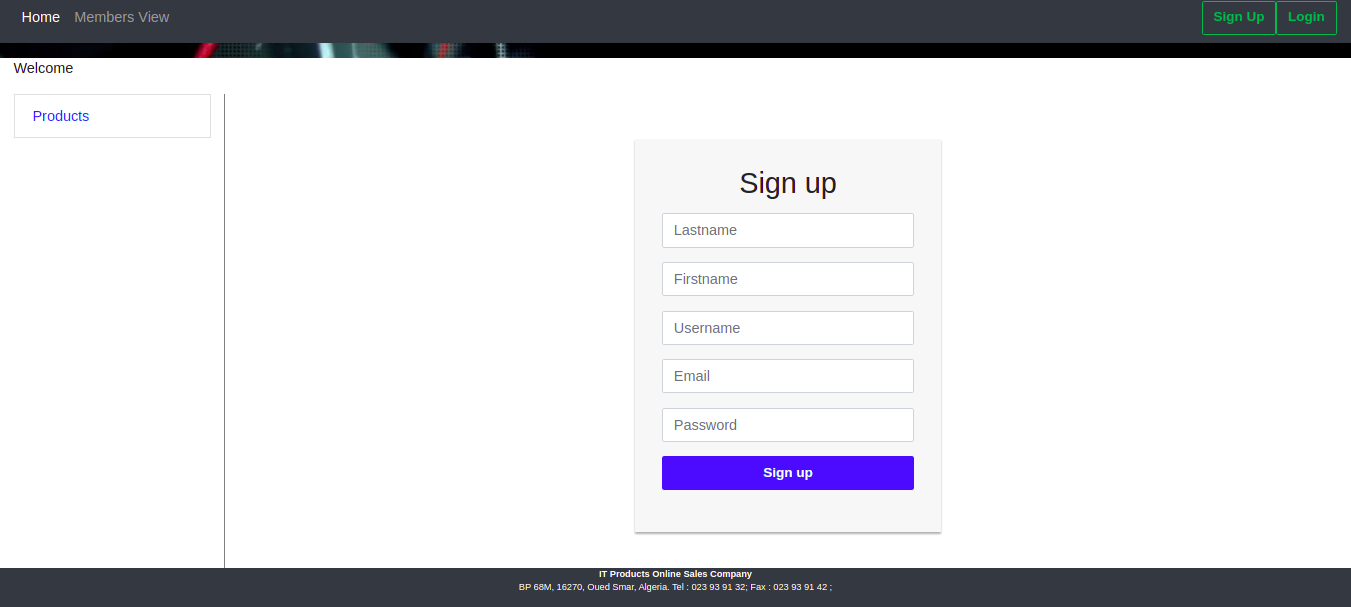 Home Members View Sign Up Login
Welcome
Products
Sign up
Lastname
Firstname
Username
Email
Password
Sign up
IT Products Online Sales Company
BP 68M, 16270, Oued Smar, Algeria. Tel : 023 93 91 32; Fax : 023 93 91 42 ;